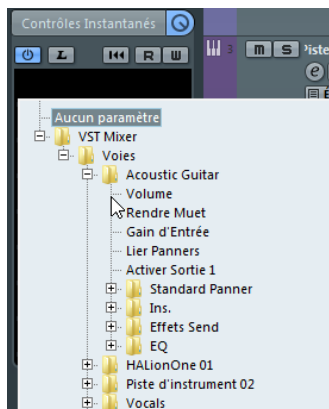 Contrôles Instantanés
L
R
W
3
m
S
e
Aucun paramètre
VST Mixer
Voies
Acoustic Guitar
Volume
Rendre Muet
Gain d'Entrée
Lier Panners
Activer Sortie 1
Standard Panner
Ins.
Effets Send
EQ
HALionOne 01
Piste d'instrument 02
Vocals